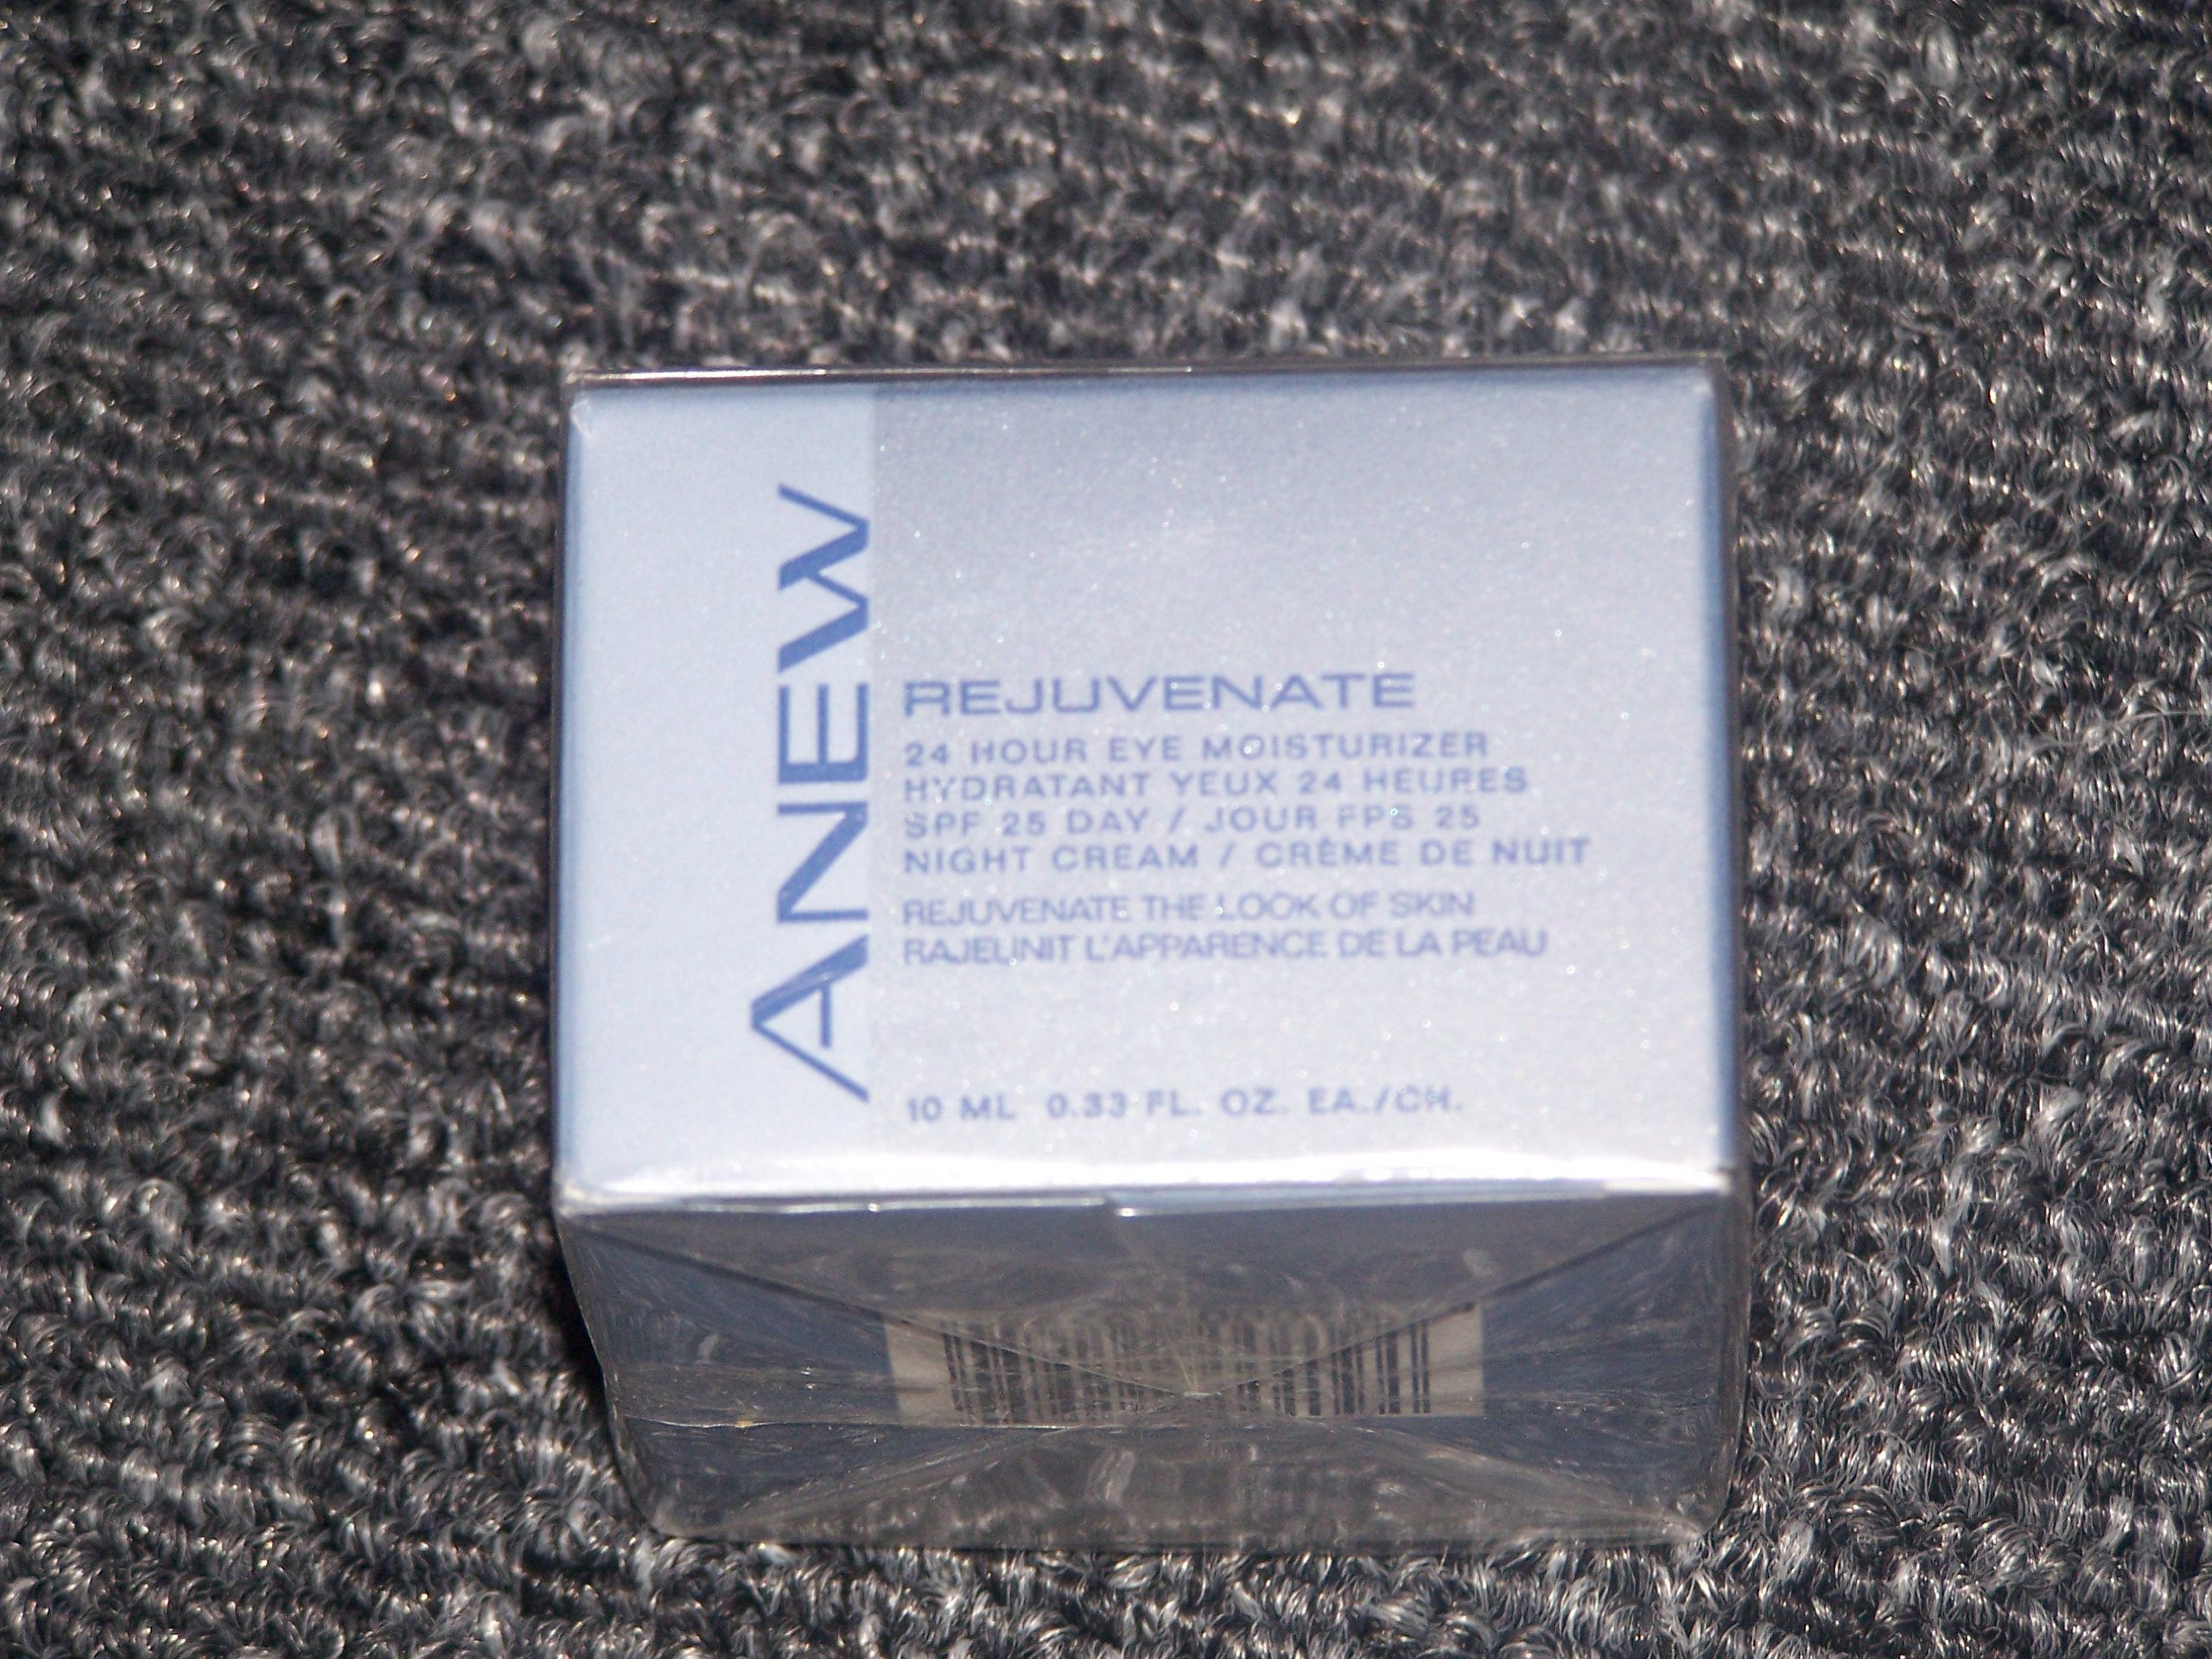 ANEW
REJUVENATE
24 HOUR EYE MOISTURIZER
HYDRATANT YEUX 24 HEURES
SPF 25 DAY / JOUR FPS 25
NIGHT CREAM / CRÈME DE NUIT
REJUVENATE THE LOOK OF SKIN
RAJEUNIT L'APPARENCE DE LA PEAU
10 ML 0.33 FL. OZ. EA./CH.